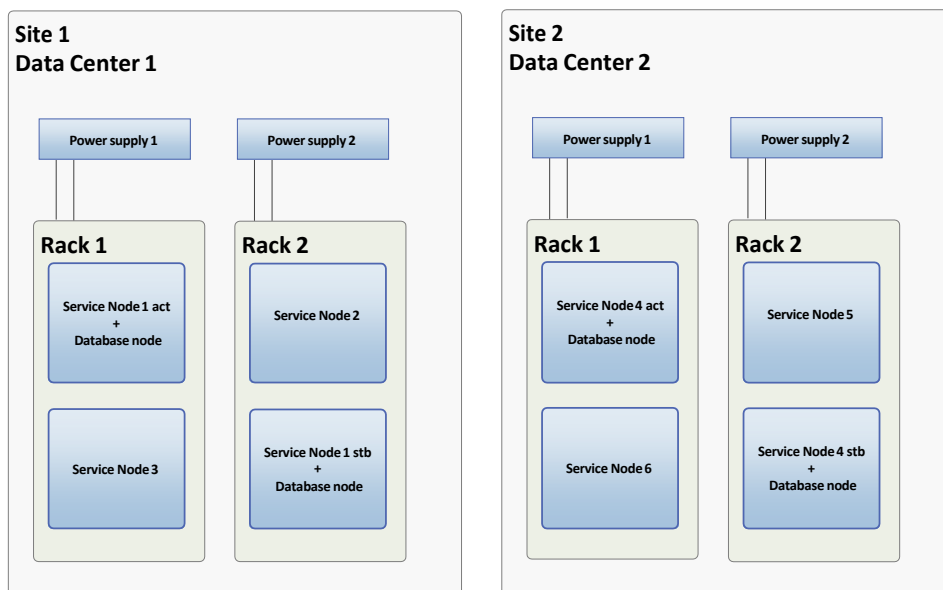 Site 1
Data Center 1
Power supply 1
Power supply 2
Rack 1
Service Node 1 act
+
Database node
Service Node 3
Rack 2
Service Node 2
Service Node 1 stb
+
Database node
Site 2
Data Center 2
Power supply 1
Power supply 2
Rack 1
Service Node 4 act
+
Database node
Service Node 6
Rack 2
Service Node 5
Service Node 4 stb
+
Database node